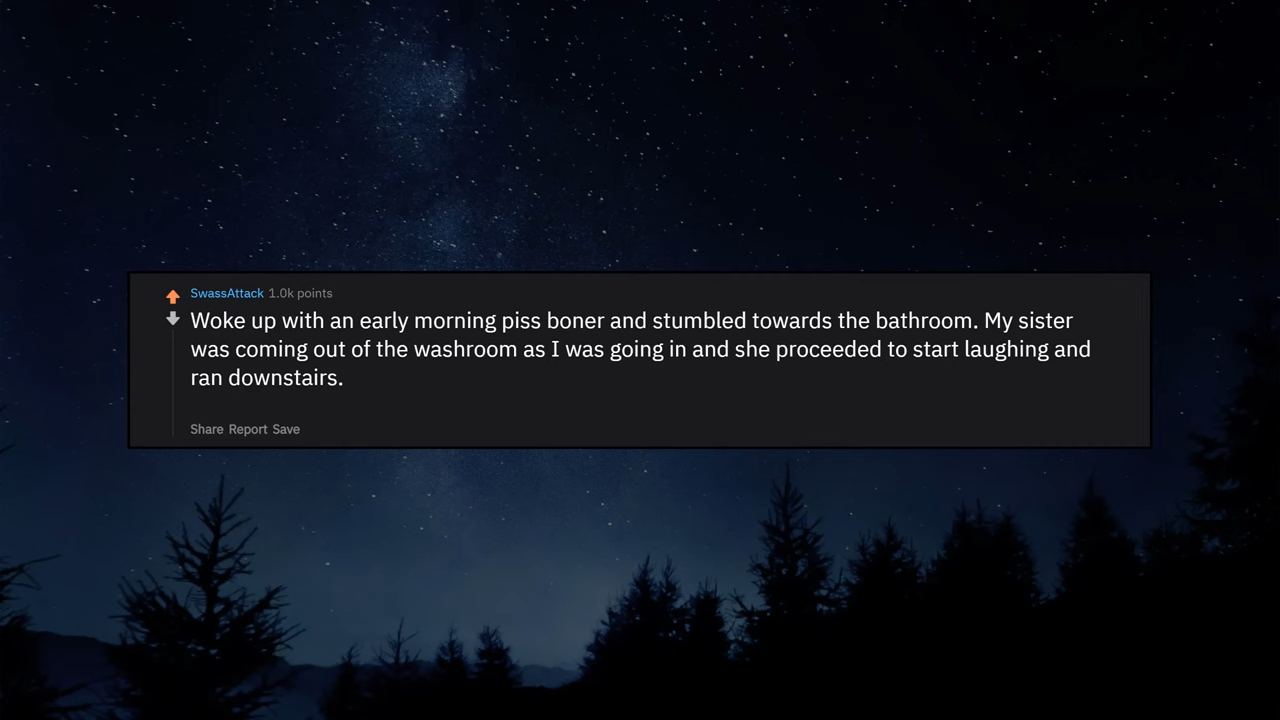 SwassAttack 1.0k points
Woke up with an early morning piss boner and stumbled towards the bathroom. My sister
was coming out of the washroom as I was going in and she proceeded to start laughing and
ran downstairs.
Share Report Save